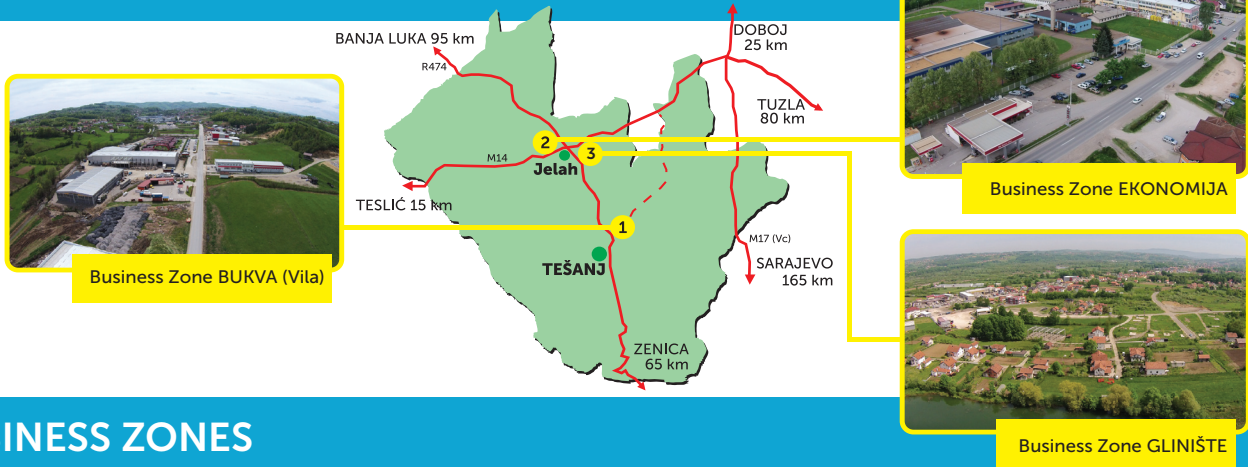 BANJA LUKA 95 km
R474
DOBOJ
25 km
TUZLA
80 km
2
3
M14
Jelah
TESLIĆ 15 km
1
M17 (Vc)
TEŠANJ
SARAJEVO
165 km
ZENICA
65 km
Business Zone EKONOMIJA
Business Zone BUKVA (Vila)
Business Zone GLINIŠTE
INESS ZONES